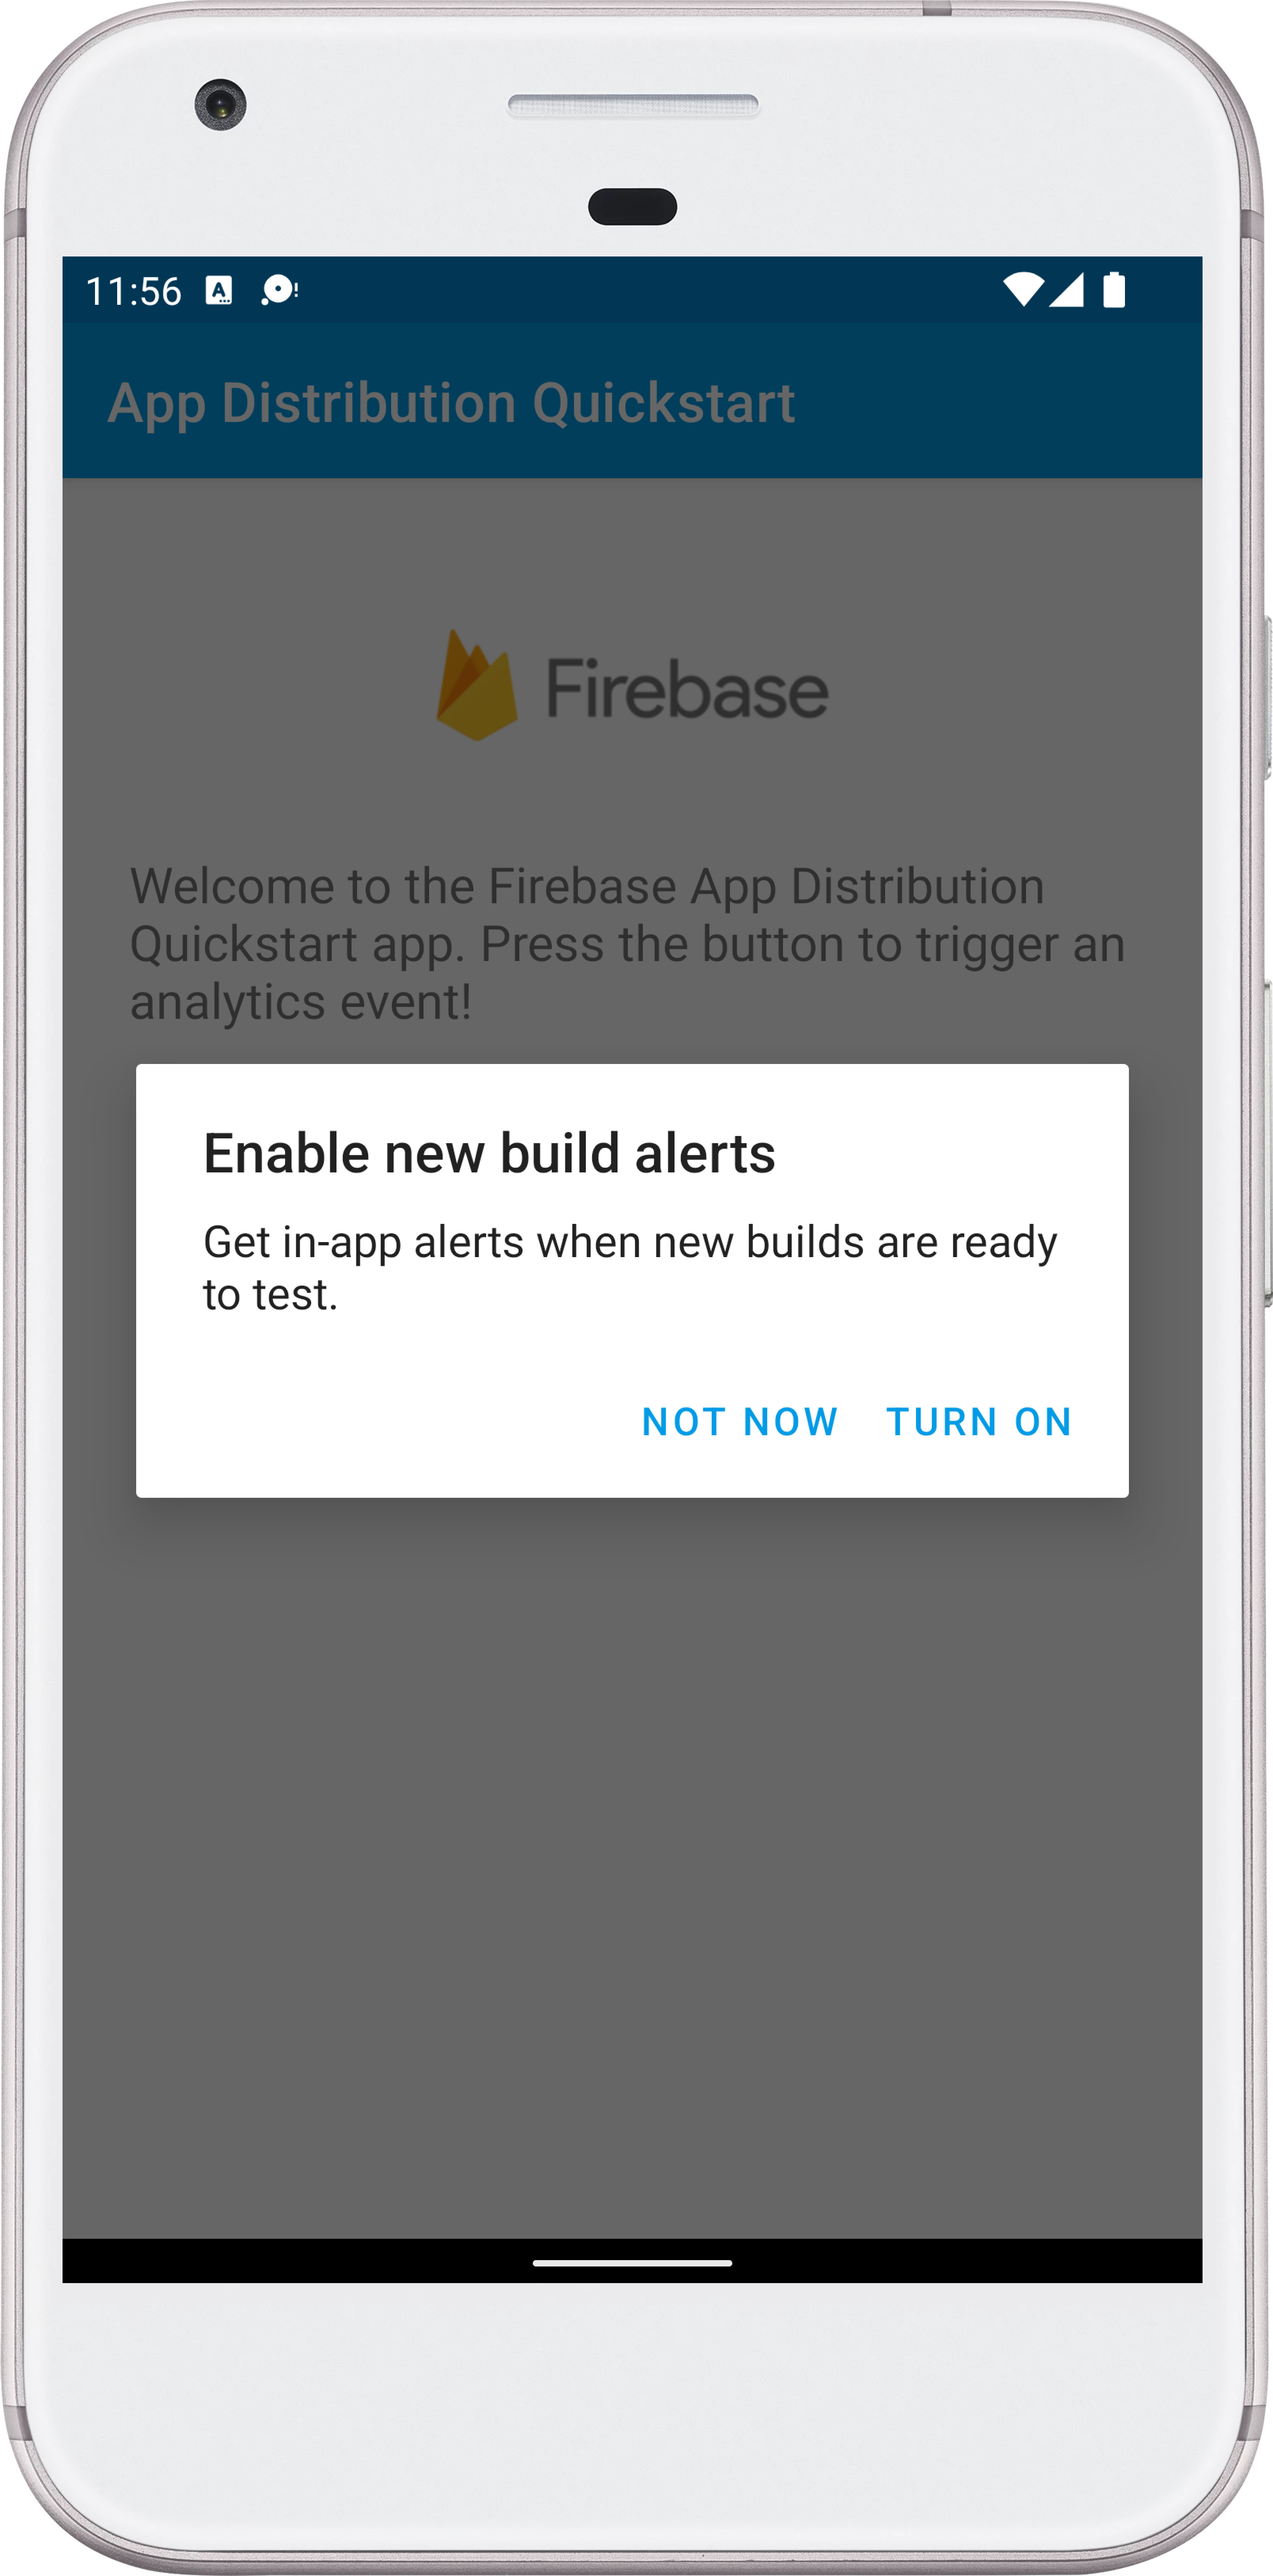 11:56
App Distribution Quickstart
Firebase
Welcome to the Firebase App Distribution
Quickstart app. Press the button to trigger an
analytics event!
Enable new build alerts
Get in-app alerts when new builds are ready
to test.
NOT NOW TURN ON